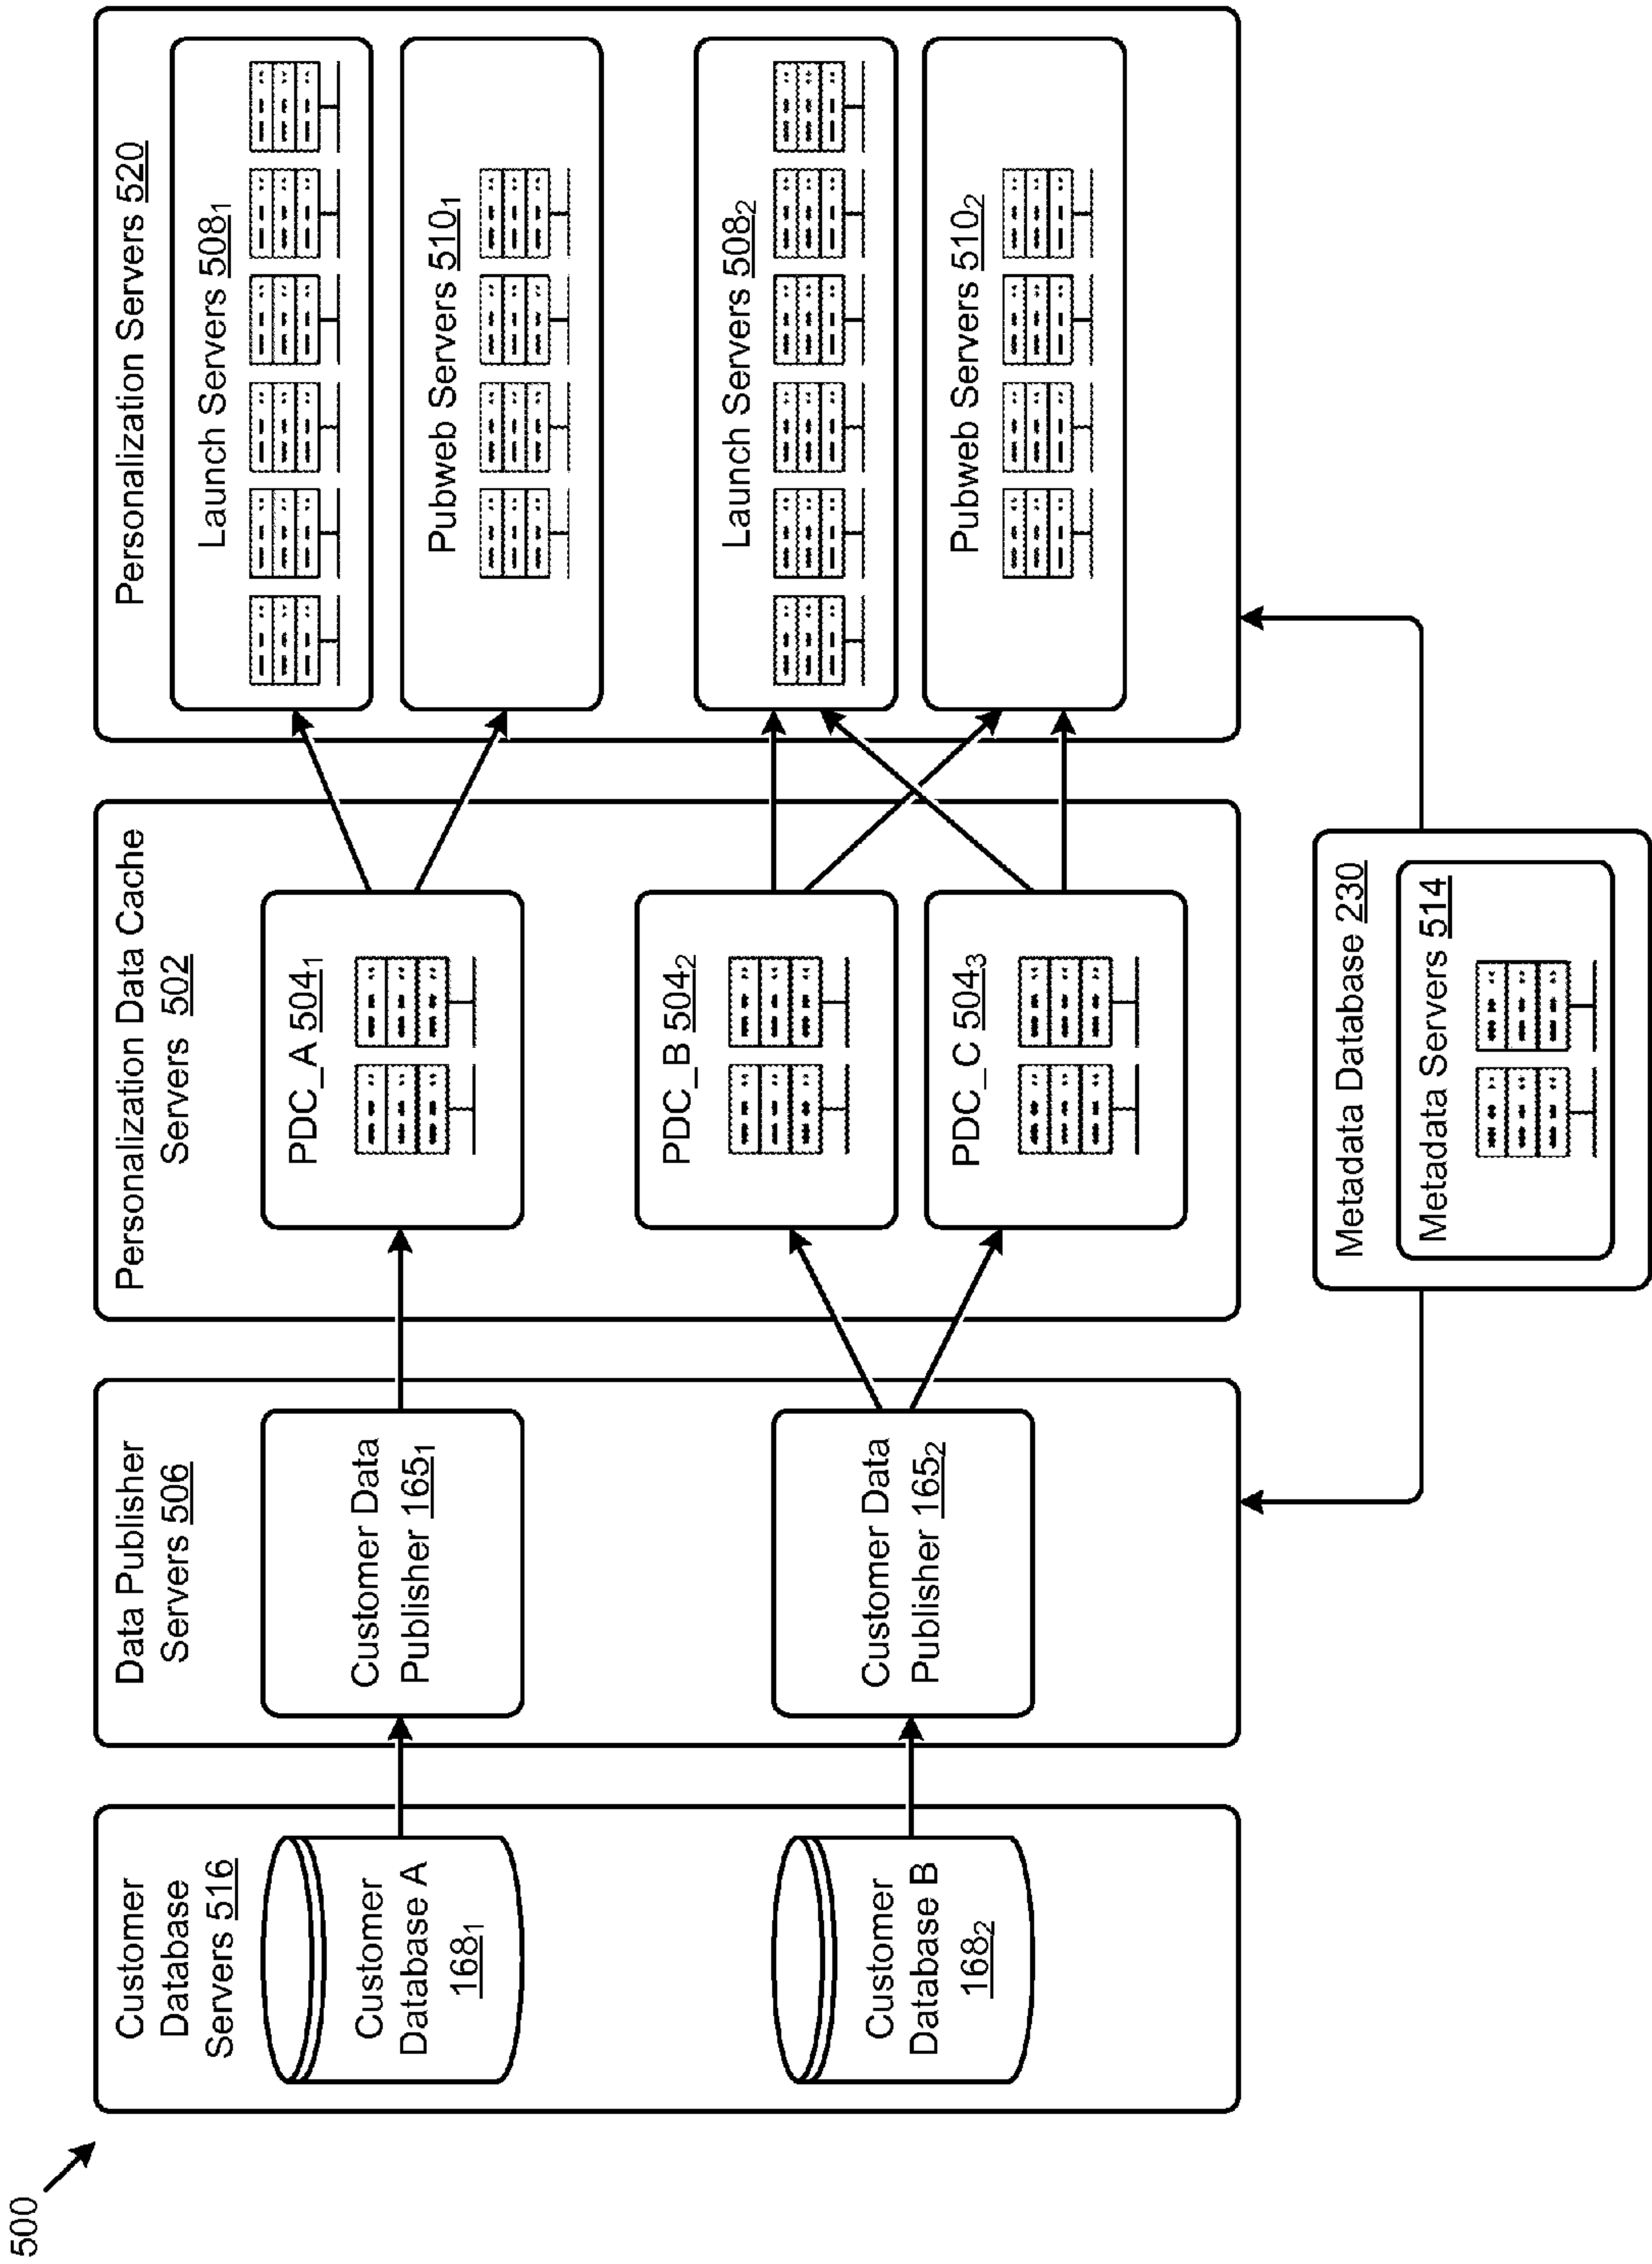 500
Customer
Database
Servers 516
Customer
Database A
168₁
Customer
Database B
168₂
Data Publisher
Servers 506
Customer Data
Publisher 165₁
Customer Data
Publisher 165₂
Personalization Data Cache
Servers 502
PDC_A 504₁
PDC_B 504₂
PDC_C 504₃
Personalization Servers 520
Launch Servers 508₁
Pubweb Servers 510₁
Launch Servers 508₂
Pubweb Servers 510₂
Metadata Database 230
Metadata Servers 514